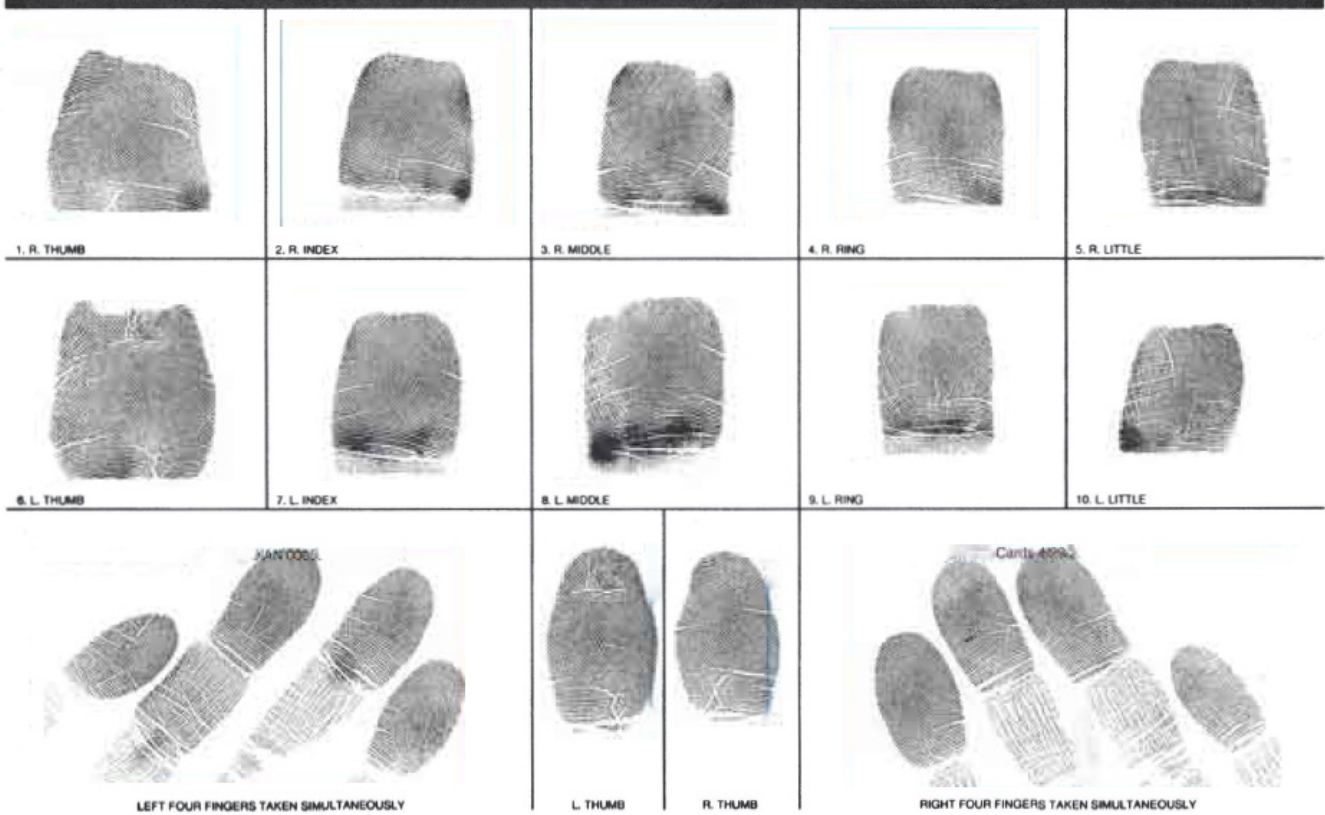 1. R. THUMB
2. R. INDEX
3. R. MIDDLE
4. R. RING
5. R. LITTLE
6. L. THUMB
7. L. INDEX
8. L. MIDDLE
9. L. RING
10. L. LITTLE
Cards
LEFT FOUR FINGERS TAKEN SIMULTANEOUSLY
L. THUMB
R. THUMB
RIGHT FOUR FINGERS TAKEN SIMULTANEOUSLY